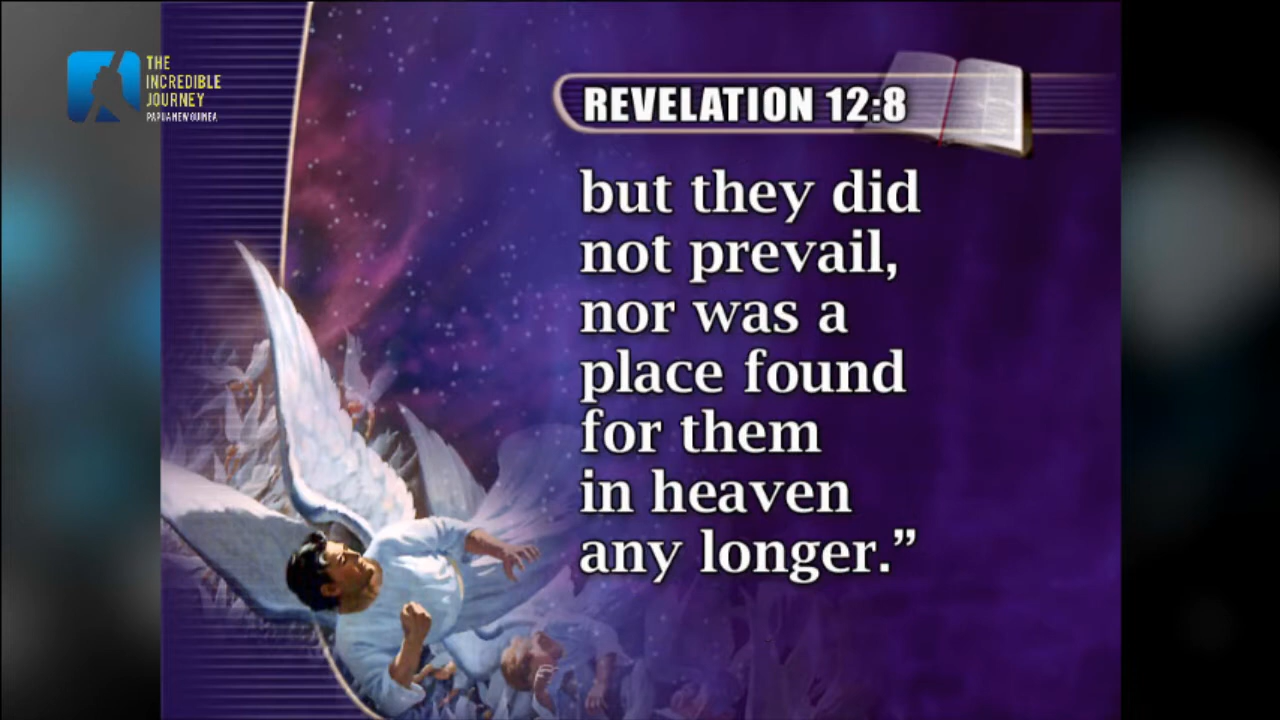 THE
INCREDIBLE
JOURNEY
PAPUA NEW GUINEA
REVELATION 12:8
but they did
not prevail,
nor was a
place found
for them
in heaven
any longer.”